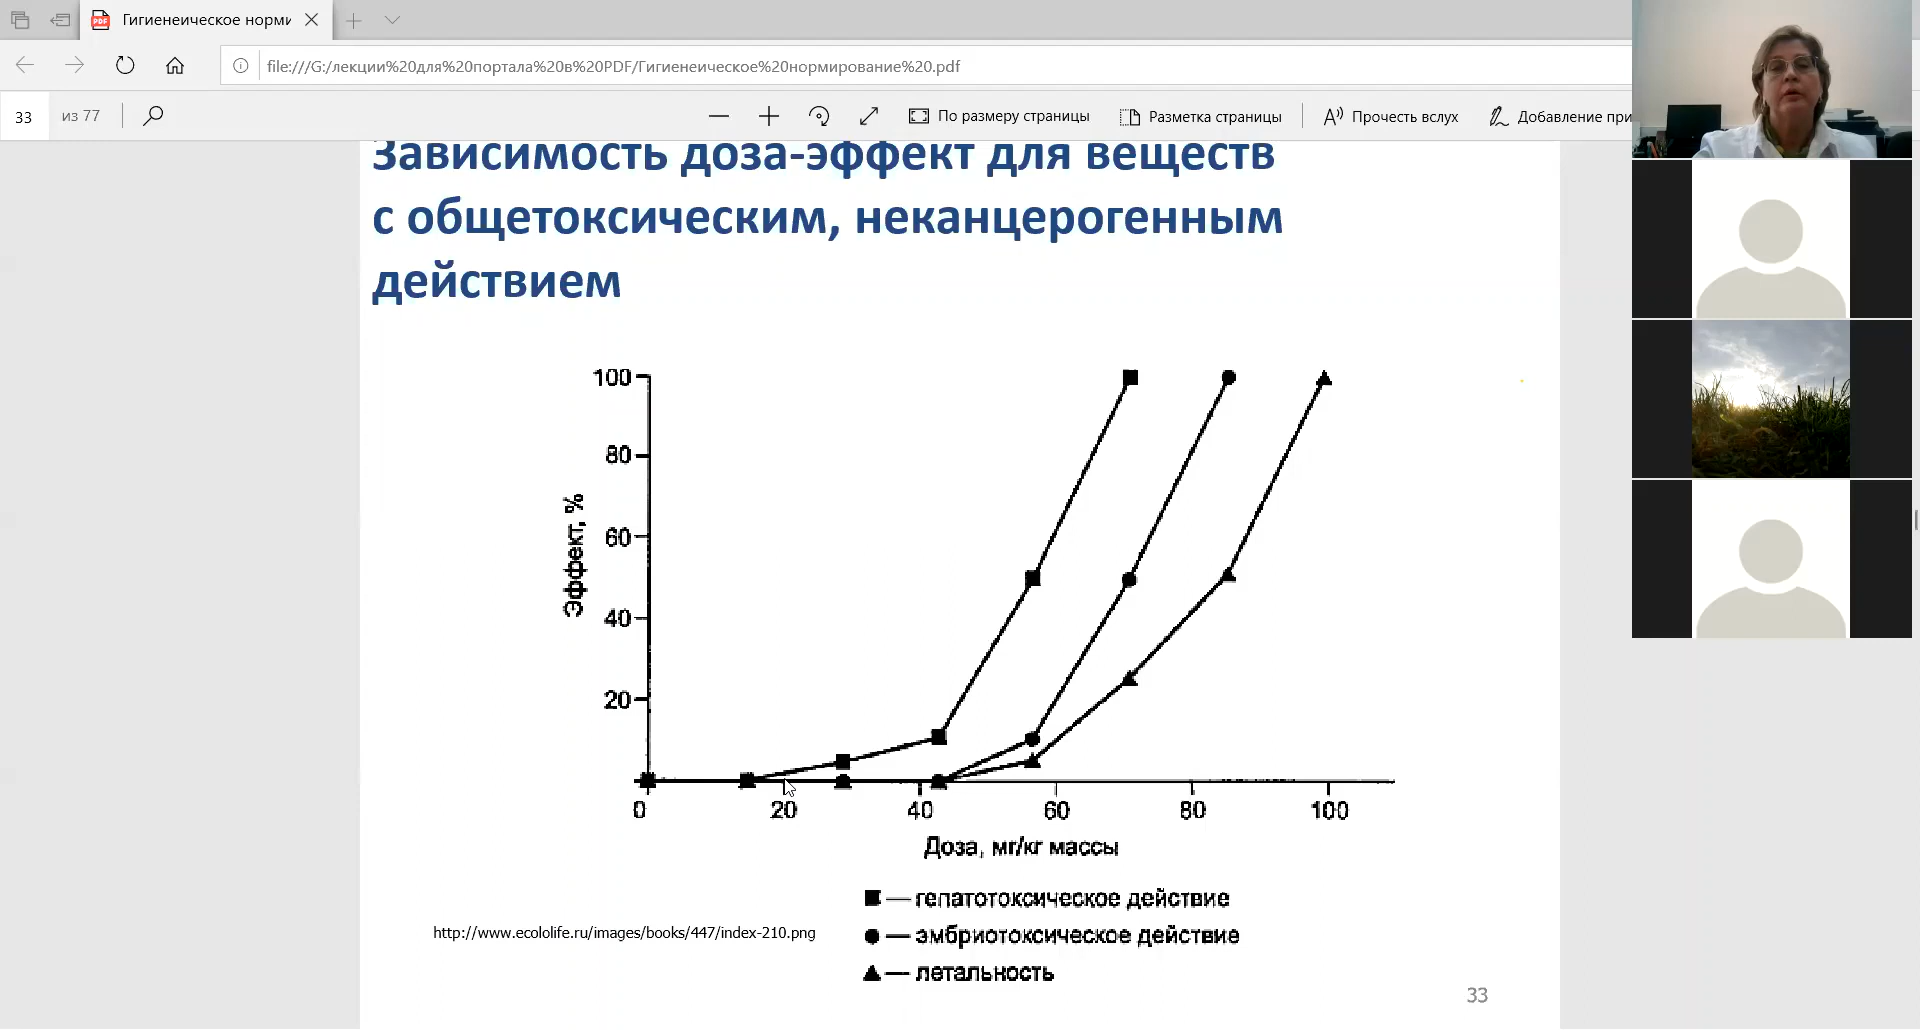 Гигиенеическое норми
file:///G:/лекции%20для%20портала%20в%20PDF/Гигиенеическое%20нормирование%20.pdf
33 из 77
По размеру страницы
Разметка страницы
Прочесть вслух
Добавление при
Зависимость доза-эффект для веществ
с общетоксическим, неканцерогенным
действием
100
80
60
40
20
Эффект, %
0 20 40 60 80 100
Доза, мг/кг массы
— гепатотоксическое действие
— эмбриотоксическое действие
— летальность
http://www.ecololife.ru/images/books/447/index-210.png
33